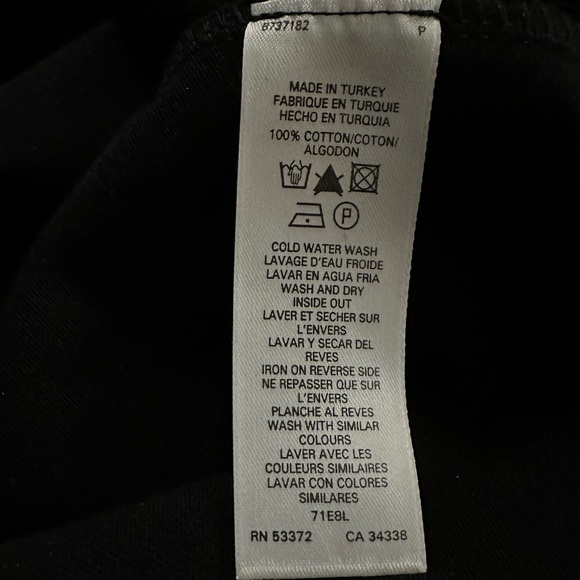 B737182 P
MADE IN TURKEY
FABRIQUE EN TURQUIE
HECHO EN TURQUIA
100% COTTON/COTON/
ALGODON
P
COLD WATER WASH
LAVAGE D'EAU FROIDE
LAVAR EN AGUA FRIA
WASH AND DRY
INSIDE OUT
LAVER ET SECHER SUR
L'ENVERS
LAVAR Y SECAR DEL
REVES
IRON ON REVERSE SIDE
NE REPASSER QUE SUR
L'ENVERS
PLANCHE AL REVES
WASH WITH SIMILAR
COLOURS
LAVER AVEC LES
COULEURS SIMILAIRES
LAVAR CON COLORES
SIMILARES
71E8L
RN 53372 CA 34338